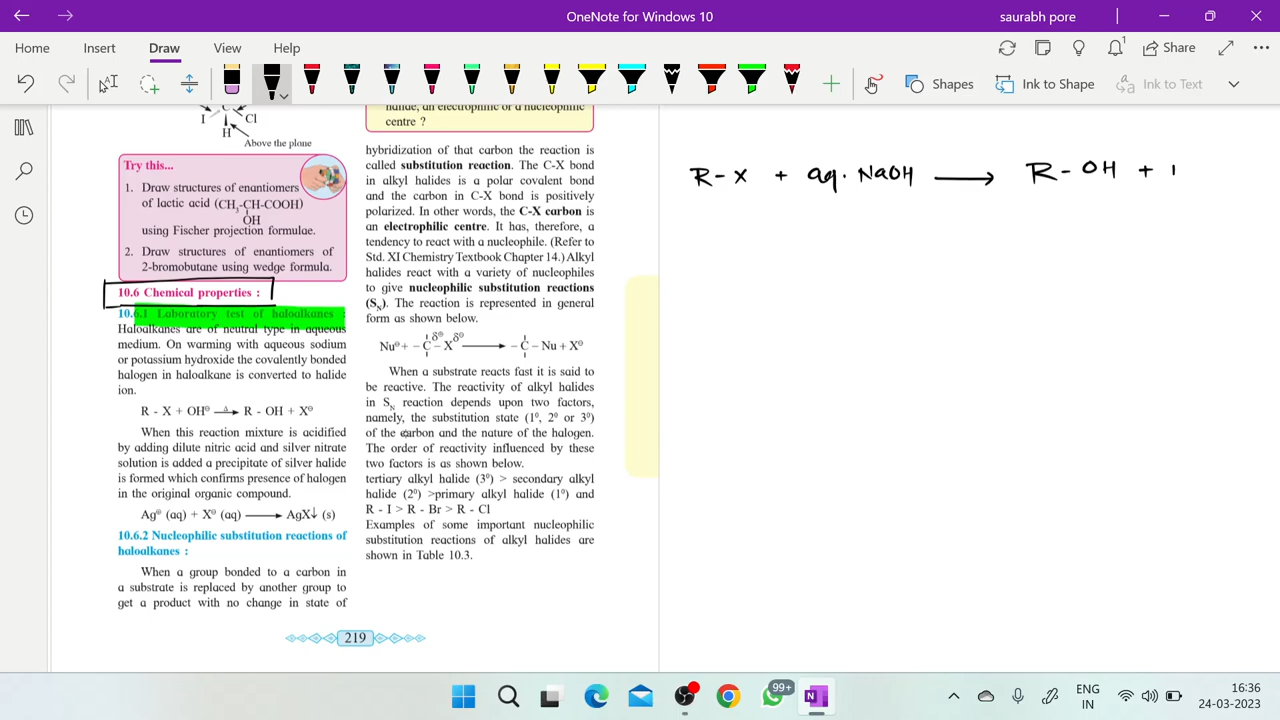 OneNote for Windows 10
saurabh pore
Home Insert Draw View Help
1 Share
Shapes
Ink to Shape
Ink to Text
I C Cl
H
Above the plane
Try this...
1. Draw structures of enantiomers
of lactic acid (CH3-CH-COOH)
OH
using Fischer projection formulae.
2. Draw structures of enantiomers of
2-bromobutane using wedge formula.
10.6 Chemical properties :
10.6.1 Laboratory test of haloalkanes :
Haloalkanes are of neutral type in aqueous
medium. On warming with aqueous sodium
or potassium hydroxide the covalently bonded
halogen in haloalkane is converted to halide
ion.
R - X + OH⊖ Δ→ R - OH + X⊖
When this reaction mixture is acidified
by adding dilute nitric acid and silver nitrate
solution is added a precipitate of silver halide
is formed which confirms presence of halogen
in the original organic compound.
Ag⊕ (aq) + X⊖ (aq) → AgX↓ (s)
10.6.2 Nucleophilic substitution reactions of
haloalkanes :
When a group bonded to a carbon in
a substrate is replaced by another group to
get a product with no change in state of
halide, an electrophilic or a nucleophilic
centre ?
hybridization of that carbon the reaction is
called substitution reaction. The C-X bond
in alkyl halides is a polar covalent bond
and the carbon in C-X bond is positively
polarized. In other words, the C-X carbon is
an electrophilic centre. It has, therefore, a
tendency to react with a nucleophile. (Refer to
Std. XI Chemistry Textbook Chapter 14.) Alkyl
halides react with a variety of nucleophiles
to give nucleophilic substitution reactions
(SN). The reaction is represented in general
form as shown below.
Nu⊖ + - C δ⊕ - X δ⊖ → - C - Nu + X⊖
When a substrate reacts fast it is said to
be reactive. The reactivity of alkyl halides
in SN reaction depends upon two factors,
namely, the substitution state (1⁰, 2⁰ or 3⁰)
of the carbon and the nature of the halogen.
The order of reactivity influenced by these
two factors is as shown below.
tertiary alkyl halide (3⁰) > secondary alkyl
halide (2⁰) >primary alkyl halide (1⁰) and
R - I > R - Br > R - Cl
Examples of some important nucleophilic
substitution reactions of alkyl halides are
shown in Table 10.3.
219
R - X + aq. NaOH → R - OH + 1
99+
ENG
IN
16:36
24-03-2023